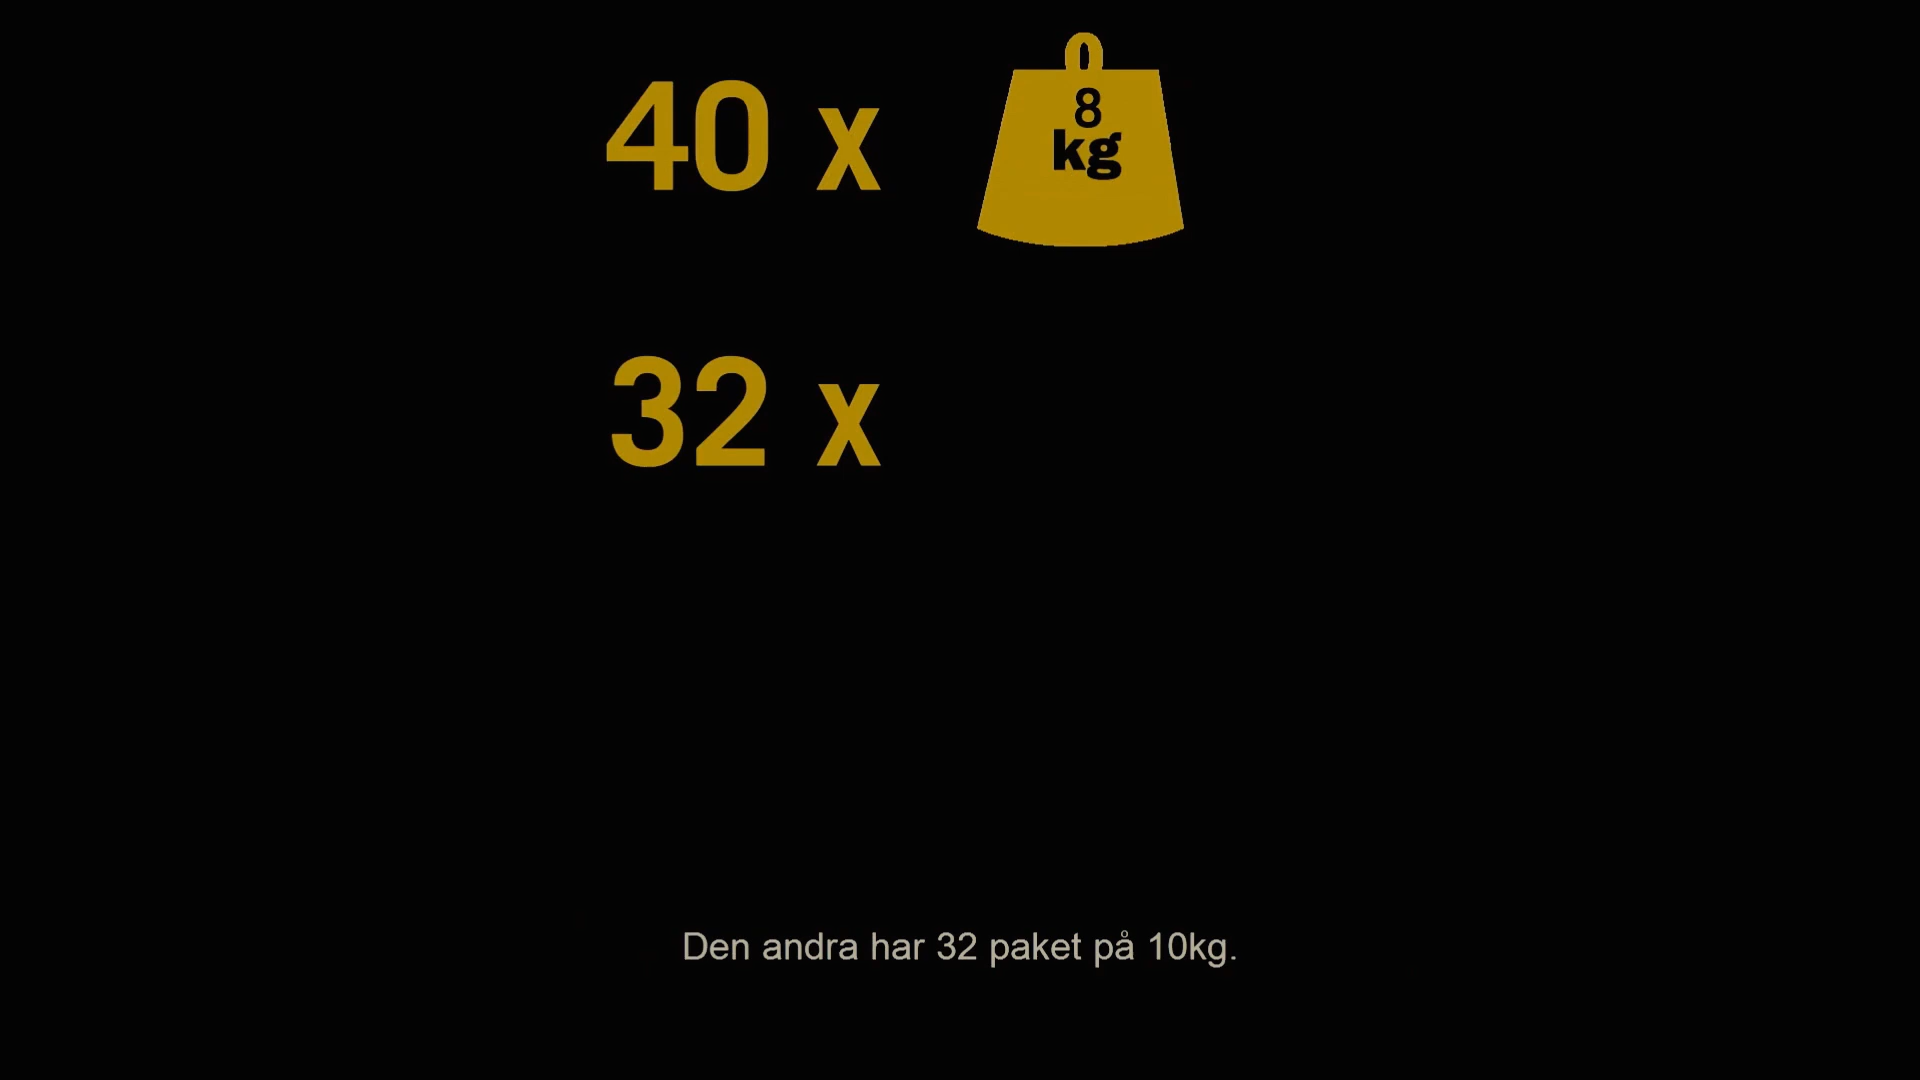 40 x
8
kg
32 x
Den andra har 32 paket på 10kg.